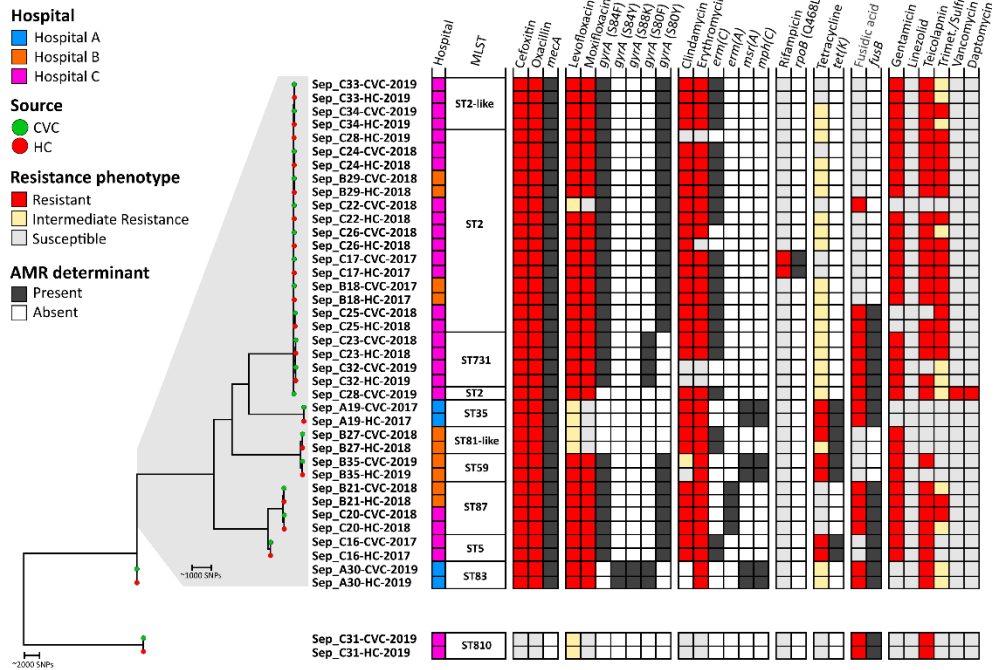 Hospital
Hospital A
Hospital B
Hospital C
Source
CVC
HC
Resistance phenotype
Resistant
Intermediate Resistance
Susceptible
AMR determinant
Present
Absent
Hospital
MLST
Cefoxitin
Oxacillin
mecA
Levofloxacin
Moxifloxacin
gyrA (S84F)
gyrA (S84Y)
gyrA (S88K)
gyrA (S80F)
gyrA (S80Y)
Clindamycin
Erythromycin
erm(C)
erm(A)
msr(A)
mph(C)
Rifampicin
rpoB (Q468L
Tetracycline
tet(K)
Fusidic acid
fusB
Gentamicin
Linezolid
Teicolapnin
Trimet./Sulfr
Vancomycin
Daptomycin
Sep_C33-CVC-2019
Sep_C33-HC-2019
Sep_C34-CVC-2019
Sep_C34-HC-2019
Sep_C28-HC-2019
Sep_C24-CVC-2018
Sep_C24-HC-2018
Sep_B29-CVC-2018
Sep_B29-HC-2018
Sep_C22-CVC-2018
Sep_C22-HC-2018
Sep_C26-CVC-2018
Sep_C26-HC-2018
Sep_C17-CVC-2017
Sep_C17-HC-2017
Sep_B18-CVC-2017
Sep_B18-HC-2017
Sep_C25-CVC-2018
Sep_C25-HC-2018
Sep_C23-CVC-2018
Sep_C23-HC-2018
Sep_C32-CVC-2019
Sep_C32-HC-2019
Sep_C28-CVC-2019
Sep_A19-CVC-2017
Sep_A19-HC-2017
Sep_B27-CVC-2018
Sep_B27-HC-2018
Sep_B35-CVC-2019
Sep_B35-HC-2019
Sep_B21-CVC-2018
Sep_B21-HC-2018
Sep_C20-CVC-2018
Sep_C20-HC-2018
Sep_C16-CVC-2017
Sep_C16-HC-2017
Sep_A30-CVC-2019
Sep_A30-HC-2019
Sep_C31-CVC-2019
Sep_C31-HC-2019
ST2-like
ST2
ST731
ST2
ST35
ST81-like
ST59
ST87
ST5
ST83
ST810
~1000 SNPs
~2000 SNPs